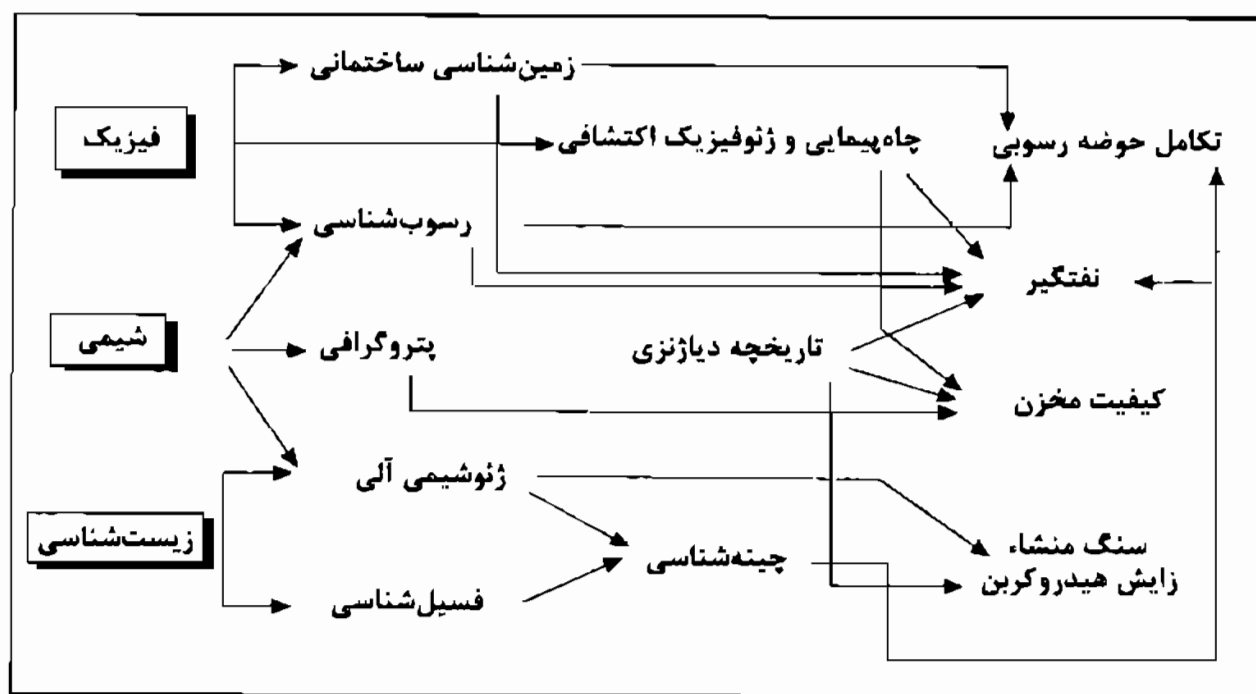 زمین‌شناسی ساختمانی
فیزیک
چاه‌پیمایی و ژئوفیزیک اکتشافی
تکامل حوضه رسوبی
رسوب‌شناسی
نفتگیر
شیمی
پتروگرافی
تاریخچه دیاژنزی
کیفیت مخزن
ژئوشیمی آلی
زیست‌شناسی
چینه‌شناسی
سنگ منشاء
زایش هیدروکربن
فسیل‌شناسی